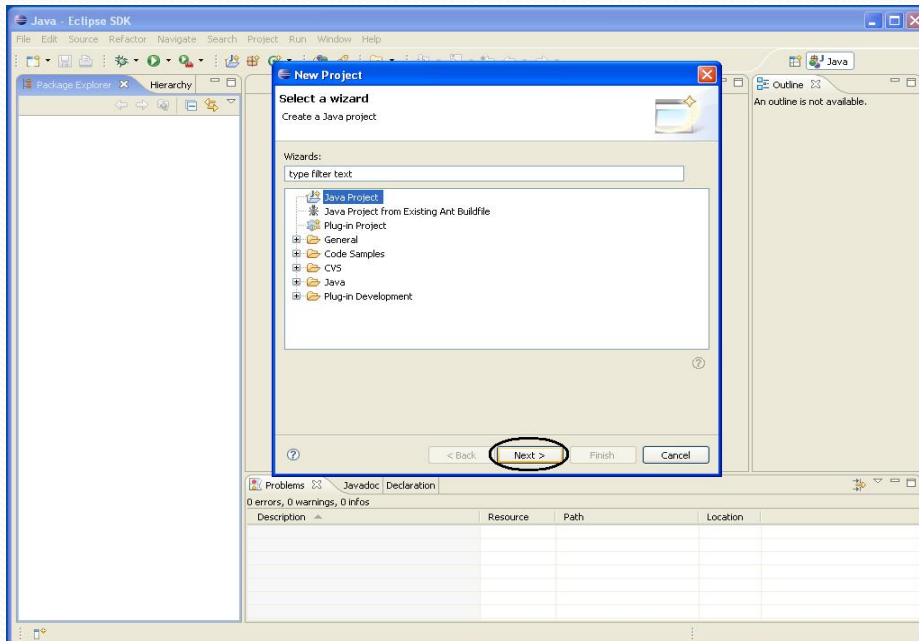 Java - Eclipse SDK
File Edit Source Refactor Navigate Search Project Run Window Help
Java
Package Explorer Hierarchy
New Project
Select a wizard
Create a Java project
Wizards:
type filter text
Java Project
Java Project from Existing Ant Buildfile
Plug-in Project
General
Code Samples
CVS
Java
Plug-in Development
< Back Next > Finish Cancel
Outline
An outline is not available.
Problems Javadoc Declaration
0 errors, 0 warnings, 0 infos
Description Resource Path Location